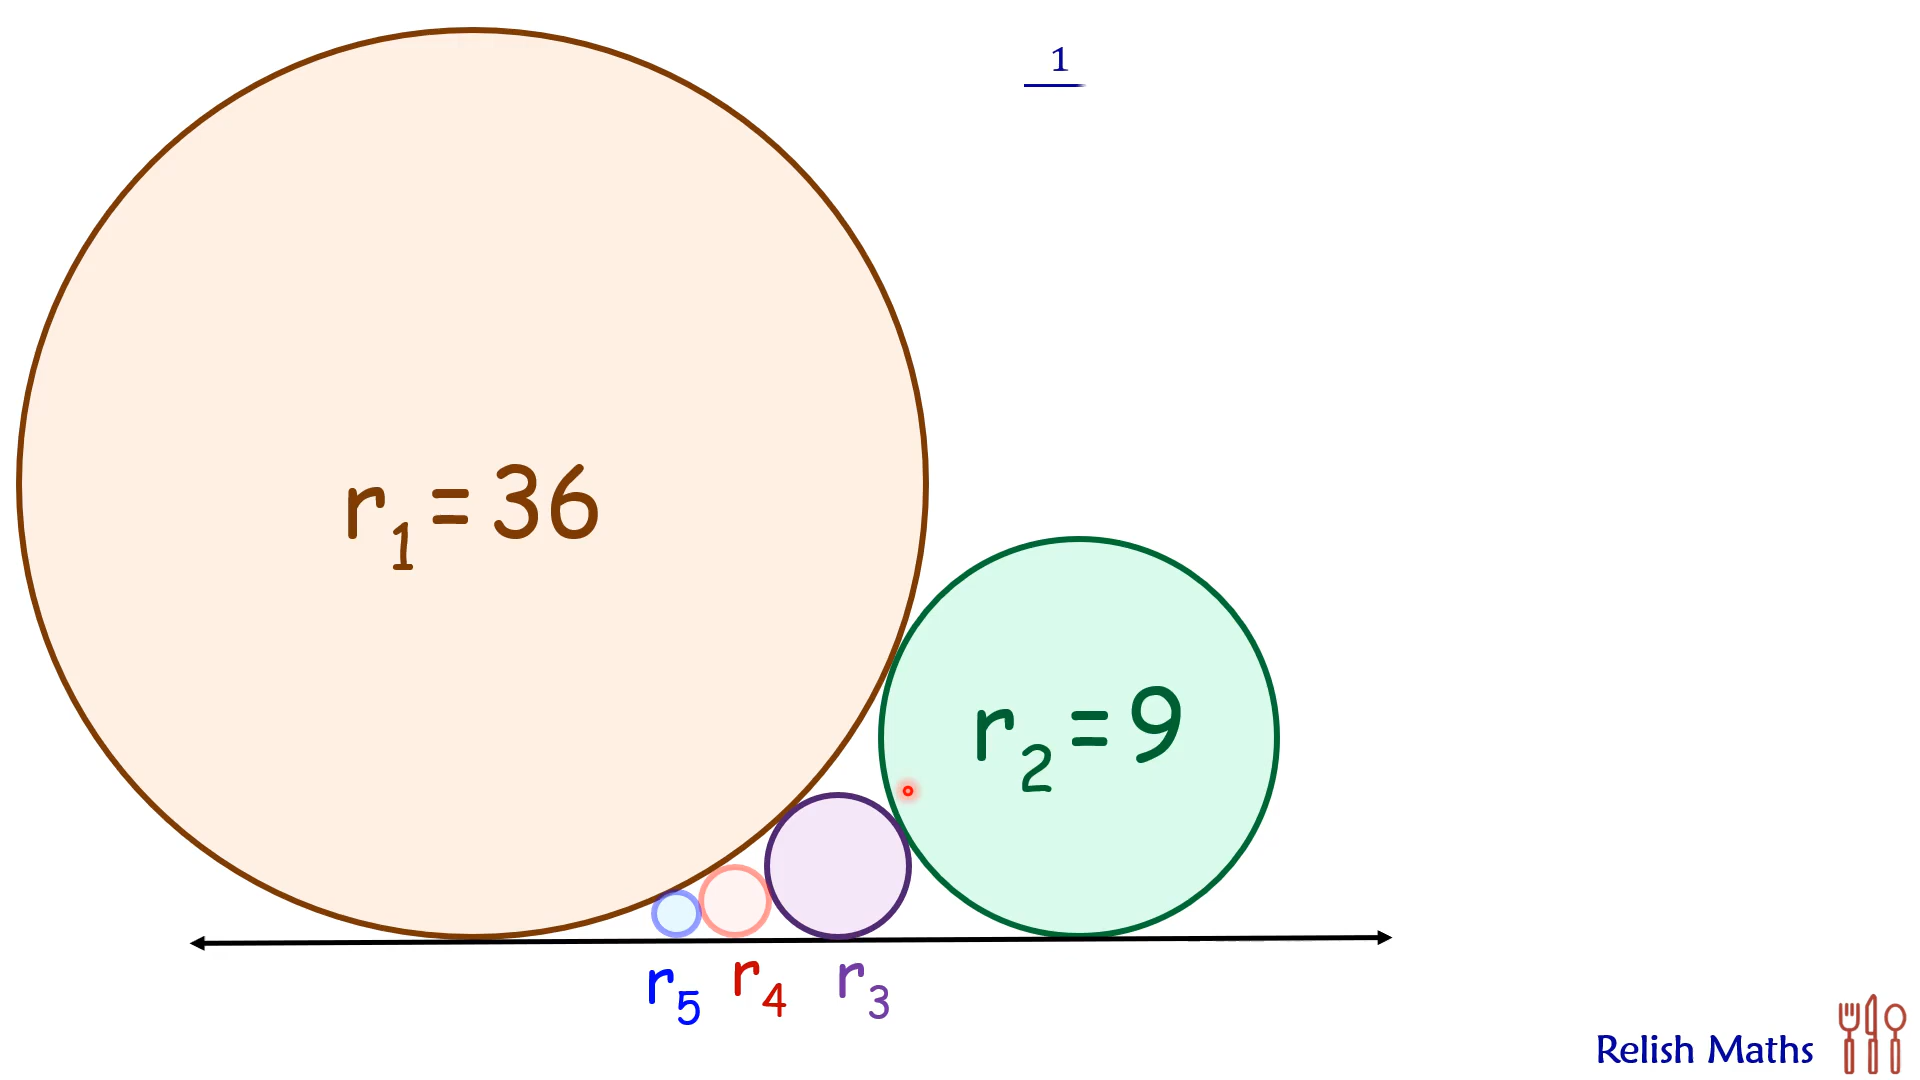 1
r₁ = 36
r₂ = 9
r₅ r₄ r₃
Relish Maths